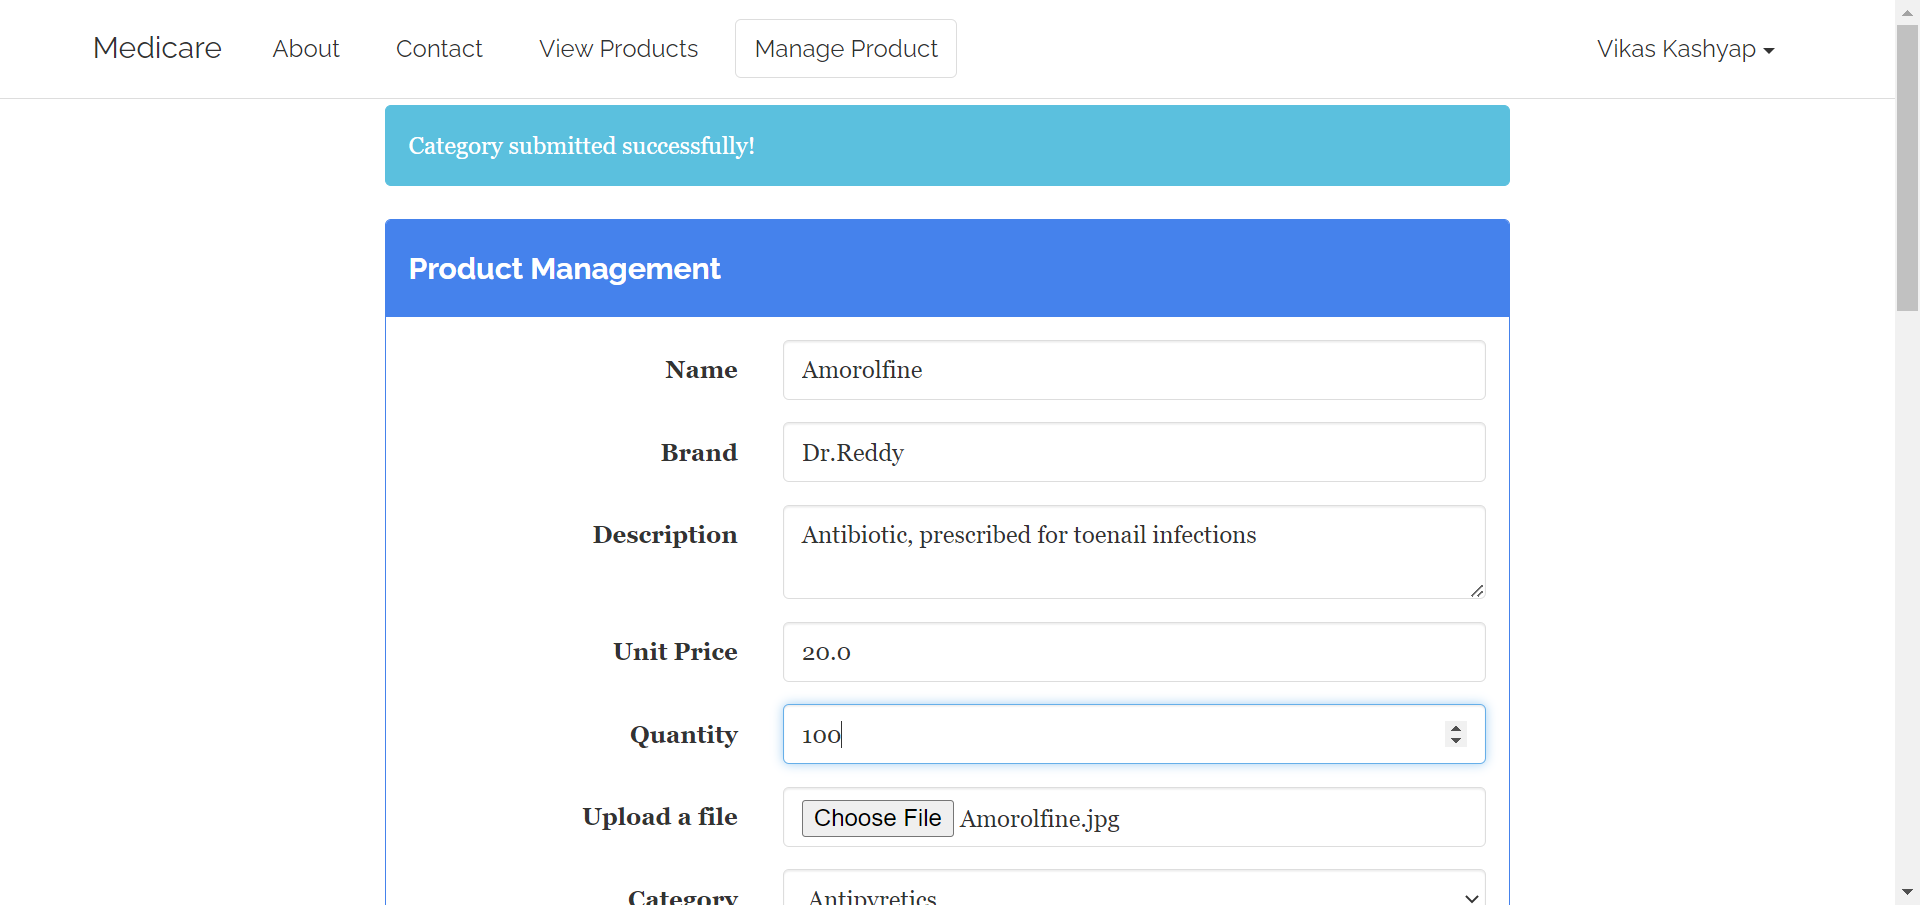 Medicare About Contact View Products Manage Product Vikas Kashyap
Category submitted successfully!
Product Management
Name Amorolfine
Brand Dr.Reddy
Description Antibiotic, prescribed for toenail infections
Unit Price 20.0
Quantity 100
Upload a file Choose File Amorolfine.jpg
Category Antipyretics